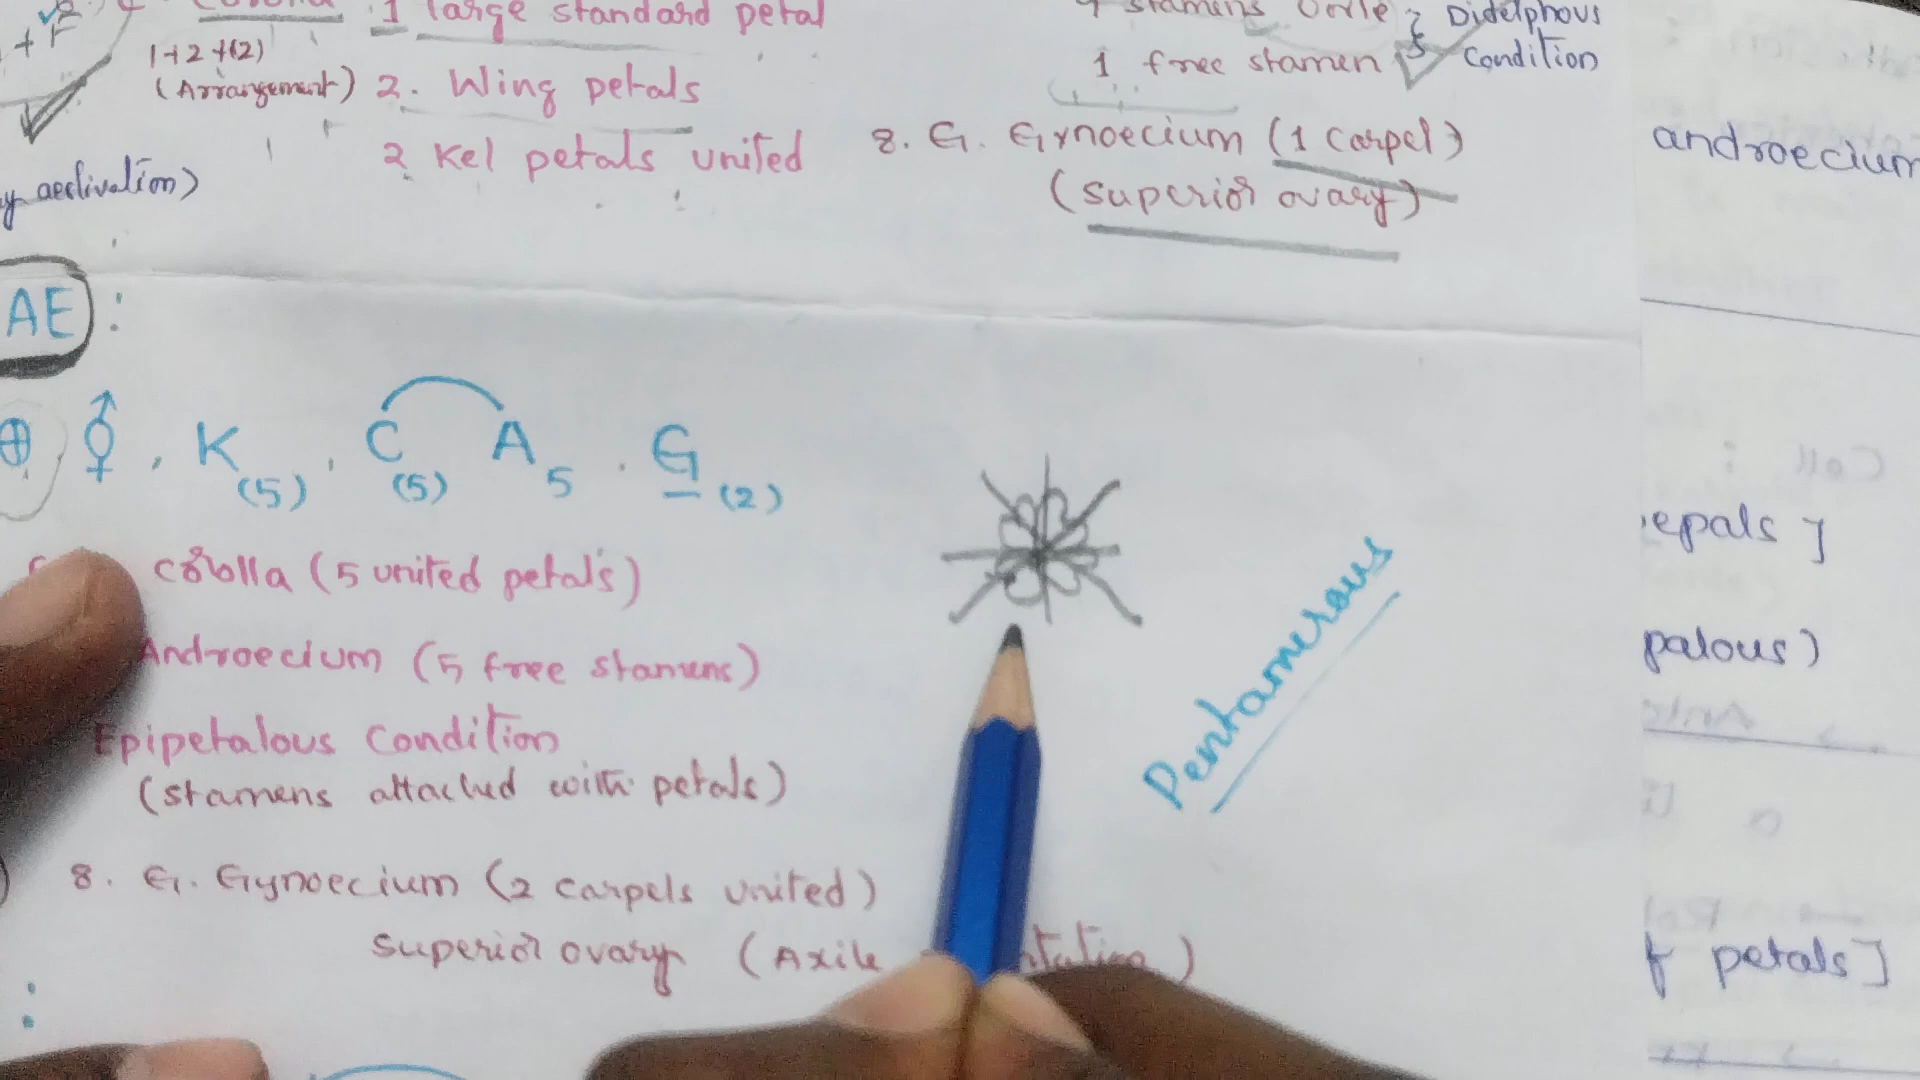 1 large standard petal
1+2+(2)
(Arrangement) 2. Wing petals
2 Kel petals united
aestivation)
stamens
Didelphous
1 free stamen
Condition
8. G. Gynoecium (1 Carpel)
(superior ovary)
androecium
AE :
⊕ ⚥, K(5), C(5) A5 . G(2)
corolla (5 united petals)
Androecium (5 free stamens)
Epipetalous Condition
(stamens attached with petals)
8. G. Gynoecium (2 carpels united)
superior ovary (Axile
Pentamerous
epals ]
palous)
f petals]